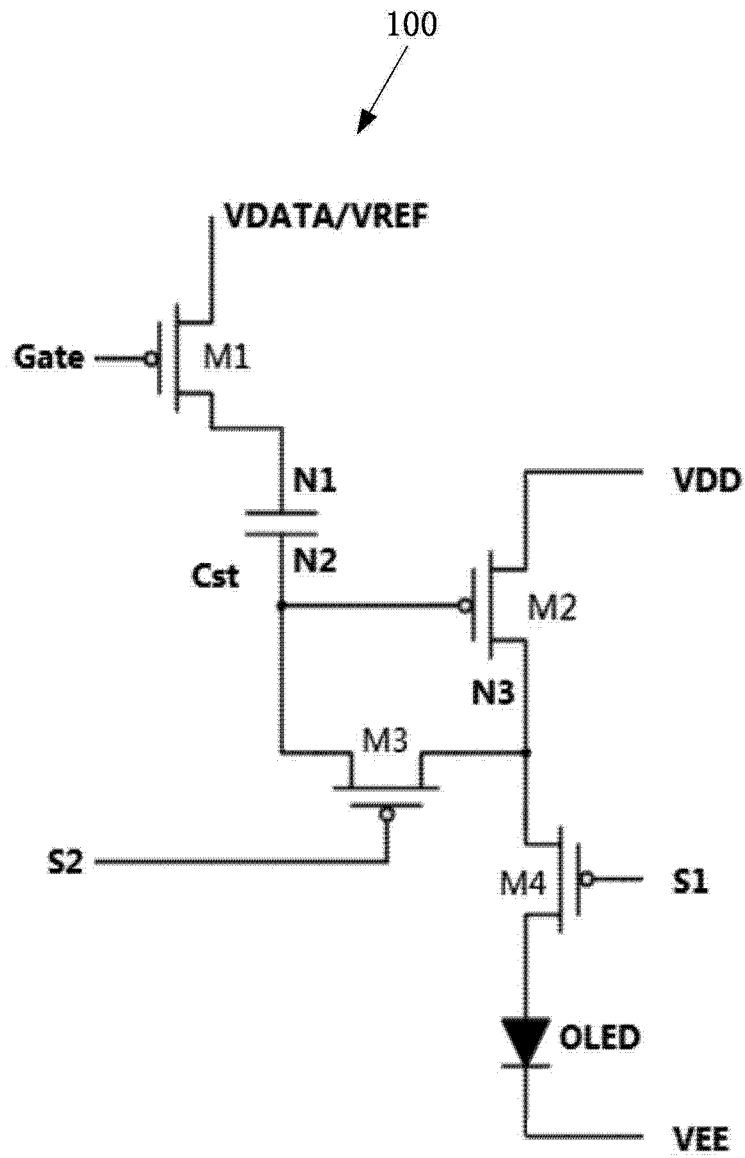 100
VDATA/VREF
Gate
M1
N1
VDD
N2
Cst
M2
N3
M3
S2
M4
S1
OLED
VEE